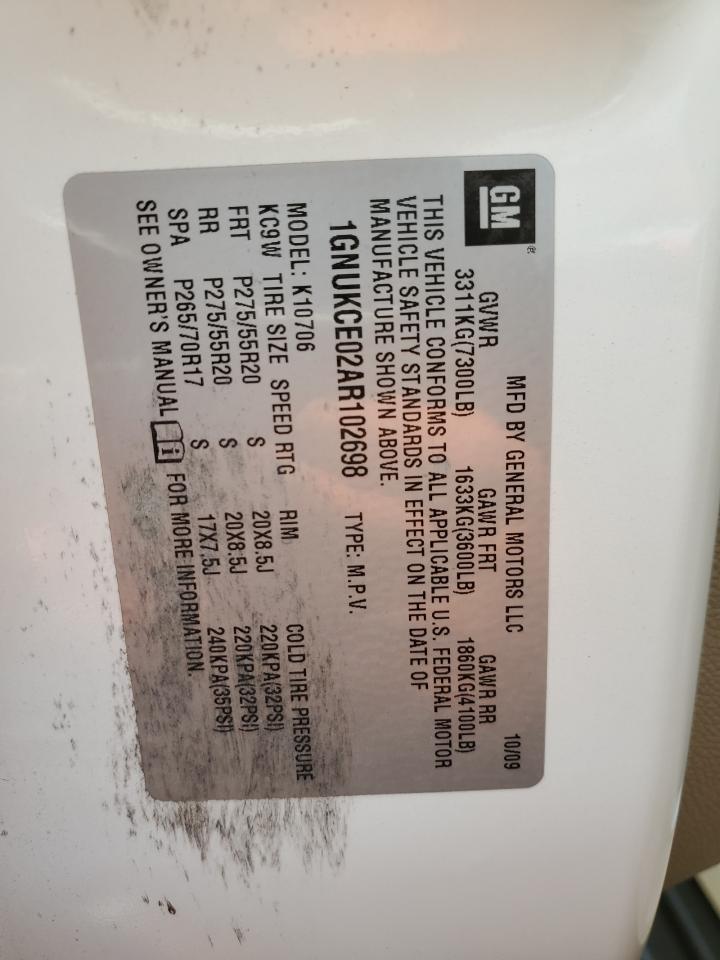 GM®
MFD BY GENERAL MOTORS LLC 10/09
GVWR GAWR FRT GAWR RR
3311KG(7300LB) 1633KG(3600LB) 1860KG(4100LB)
THIS VEHICLE CONFORMS TO ALL APPLICABLE U.S. FEDERAL MOTOR
VEHICLE SAFETY STANDARDS IN EFFECT ON THE DATE OF
MANUFACTURE SHOWN ABOVE.
1GNUKCE02AR102698 TYPE: M.P.V.
MODEL: K10706
KC9W TIRE SIZE SPEED RTG RIM COLD TIRE PRESSURE
FRT P275/55R20 S 20X8.5J 220KPA(32PSI)
RR P275/55R20 S 20X8.5J 220KPA(32PSI)
SPA P265/70R17 S 17X7.5J 240KPA(35PSI)
SEE OWNER'S MANUAL FOR MORE INFORMATION.